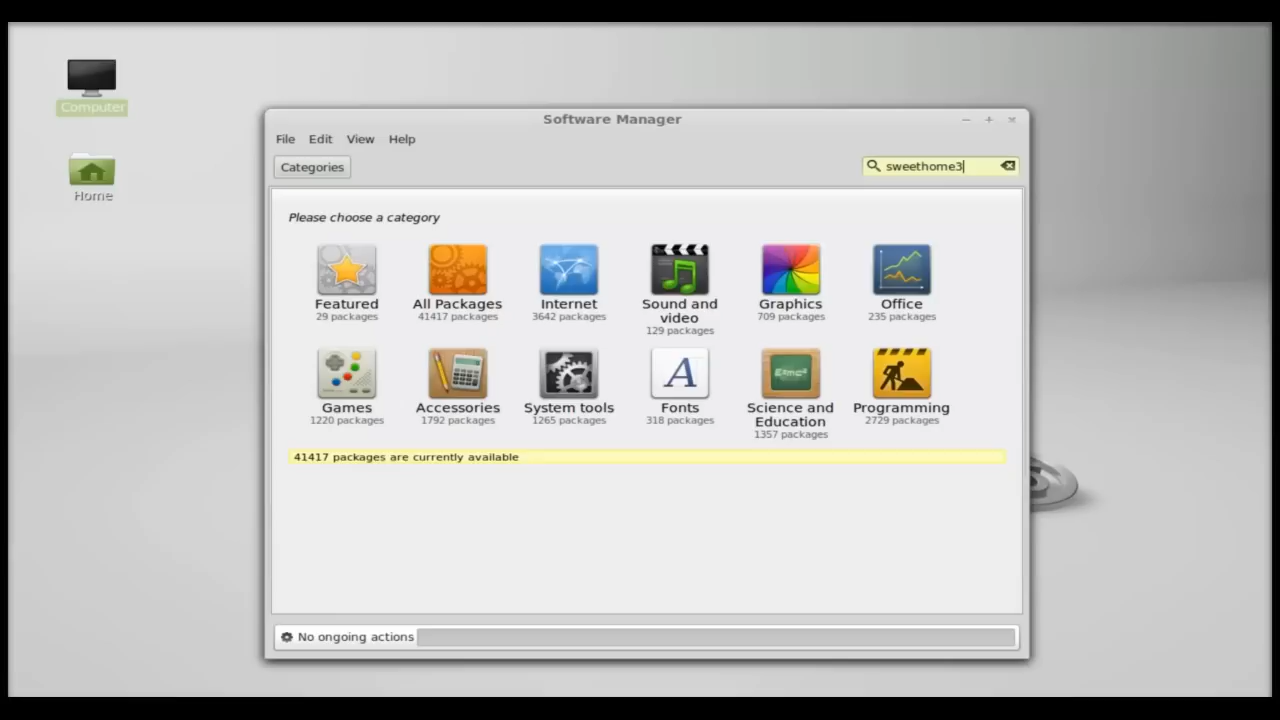 Computer
Home
Software Manager
File Edit View Help
Categories
sweethome3
Please choose a category
Featured
29 packages
All Packages
41417 packages
Internet
3642 packages
Sound and
video
129 packages
Graphics
709 packages
Office
235 packages
Games
1220 packages
Accessories
1792 packages
System tools
1265 packages
Fonts
318 packages
Science and
Education
1357 packages
Programming
2729 packages
41417 packages are currently available
No ongoing actions